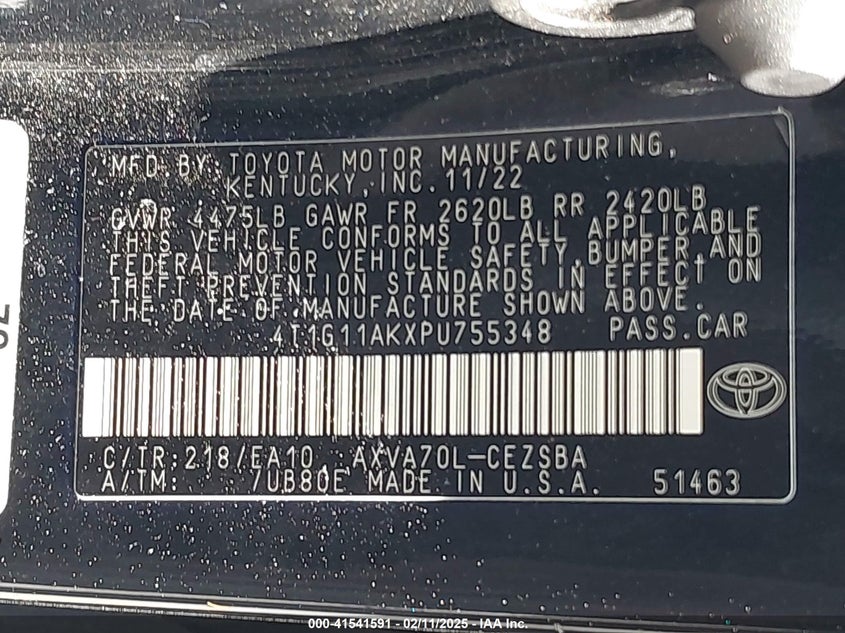 MFD. BY: TOYOTA MOTOR MANUFACTURING,
KENTUCKY, INC. 11/22
GVWR 4475LB GAWR FR 2620LB RR 2420LB
THIS VEHICLE CONFORMS TO ALL APPLICABLE
FEDERAL MOTOR VEHICLE SAFETY, BUMPER, AND
THEFT PREVENTION STANDARDS IN EFFECT ON
THE DATE OF MANUFACTURE SHOWN ABOVE.
4T1G11AKXPU755348 PASS.CAR
C/TR:218/EA10, AXVA70L-CEZSBA
A/TM: /UB80E MADE IN U.S.A. 51463
000-41541591 - 02/11/2025 - IAA Inc.